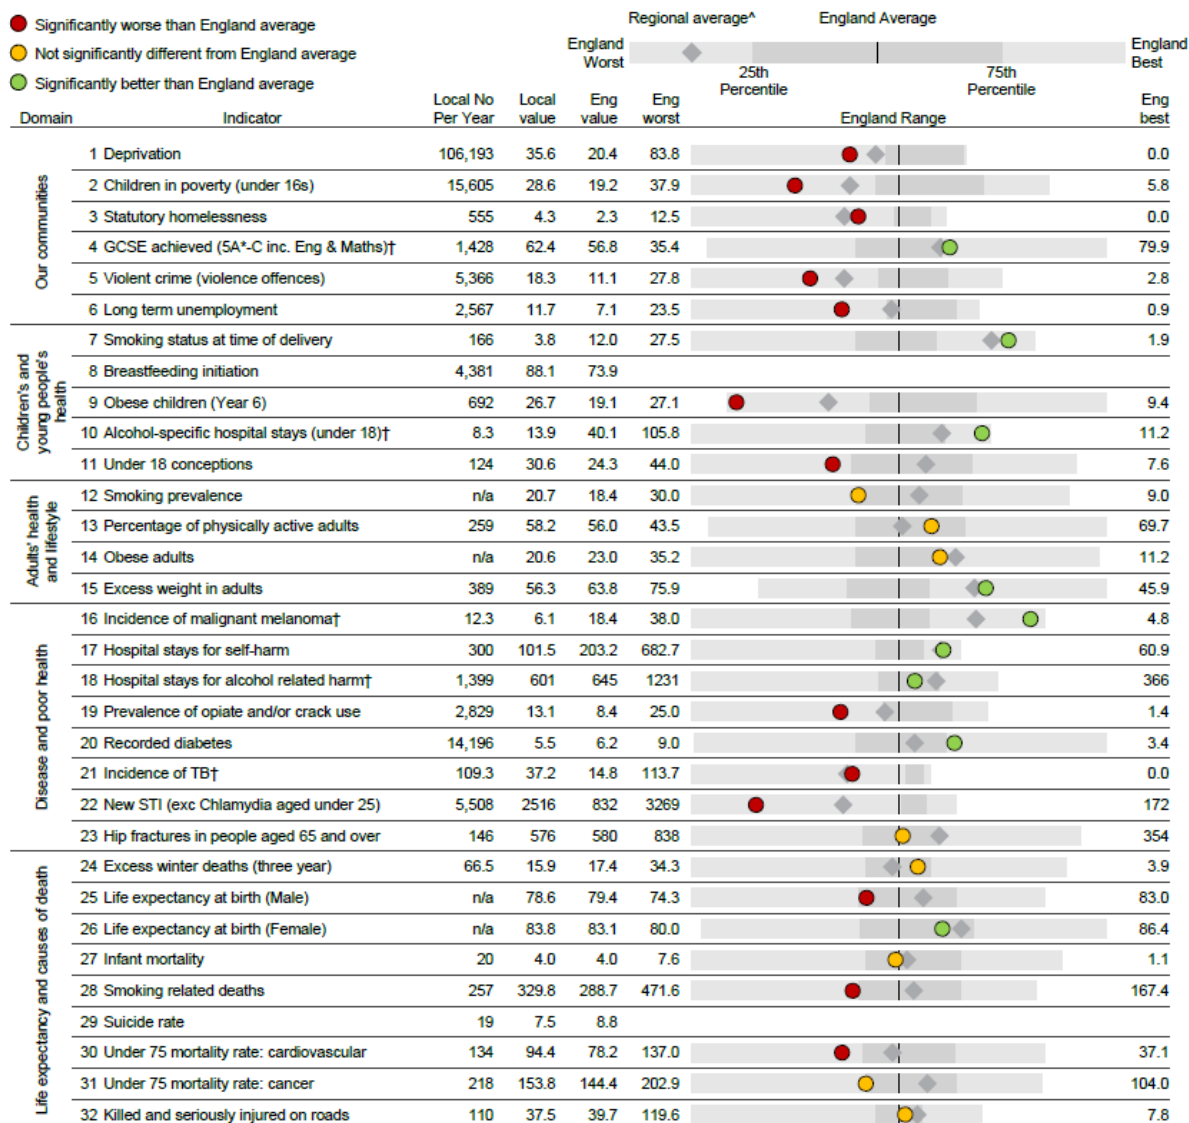 Significantly worse than England average
Not significantly different from England average
Significantly better than England average
Regional average^ England Average
England Worst England Best
25th Percentile 75th Percentile
Domain Indicator Local No Per Year Local value Eng value Eng worst England Range Eng best
Our communities
1 Deprivation 106,193 35.6 20.4 83.8 0.0
2 Children in poverty (under 16s) 15,605 28.6 19.2 37.9 5.8
3 Statutory homelessness 555 4.3 2.3 12.5 0.0
4 GCSE achieved (5A*-C inc. Eng & Maths)† 1,428 62.4 56.8 35.4 79.9
5 Violent crime (violence offences) 5,366 18.3 11.1 27.8 2.8
6 Long term unemployment 2,567 11.7 7.1 23.5 0.9
Children's and young people's health
7 Smoking status at time of delivery 166 3.8 12.0 27.5 1.9
8 Breastfeeding initiation 4,381 88.1 73.9
9 Obese children (Year 6) 692 26.7 19.1 27.1 9.4
10 Alcohol-specific hospital stays (under 18)† 8.3 13.9 40.1 105.8 11.2
11 Under 18 conceptions 124 30.6 24.3 44.0 7.6
Adults' health and lifestyle
12 Smoking prevalence n/a 20.7 18.4 30.0 9.0
13 Percentage of physically active adults 259 58.2 56.0 43.5 69.7
14 Obese adults n/a 20.6 23.0 35.2 11.2
15 Excess weight in adults 389 56.3 63.8 75.9 45.9
Disease and poor health
16 Incidence of malignant melanoma† 12.3 6.1 18.4 38.0 4.8
17 Hospital stays for self-harm 300 101.5 203.2 682.7 60.9
18 Hospital stays for alcohol related harm† 1,399 601 645 1231 366
19 Prevalence of opiate and/or crack use 2,829 13.1 8.4 25.0 1.4
20 Recorded diabetes 14,196 5.5 6.2 9.0 3.4
21 Incidence of TB† 109.3 37.2 14.8 113.7 0.0
22 New STI (exc Chlamydia aged under 25) 5,508 2516 832 3269 172
23 Hip fractures in people aged 65 and over 146 576 580 838 354
Life expectancy and causes of death
24 Excess winter deaths (three year) 66.5 15.9 17.4 34.3 3.9
25 Life expectancy at birth (Male) n/a 78.6 79.4 74.3 83.0
26 Life expectancy at birth (Female) n/a 83.8 83.1 80.0 86.4
27 Infant mortality 20 4.0 4.0 7.6 1.1
28 Smoking related deaths 257 329.8 288.7 471.6 167.4
29 Suicide rate 19 7.5 8.8
30 Under 75 mortality rate: cardiovascular 134 94.4 78.2 137.0 37.1
31 Under 75 mortality rate: cancer 218 153.8 144.4 202.9 104.0
32 Killed and seriously injured on roads 110 37.5 39.7 119.6 7.8